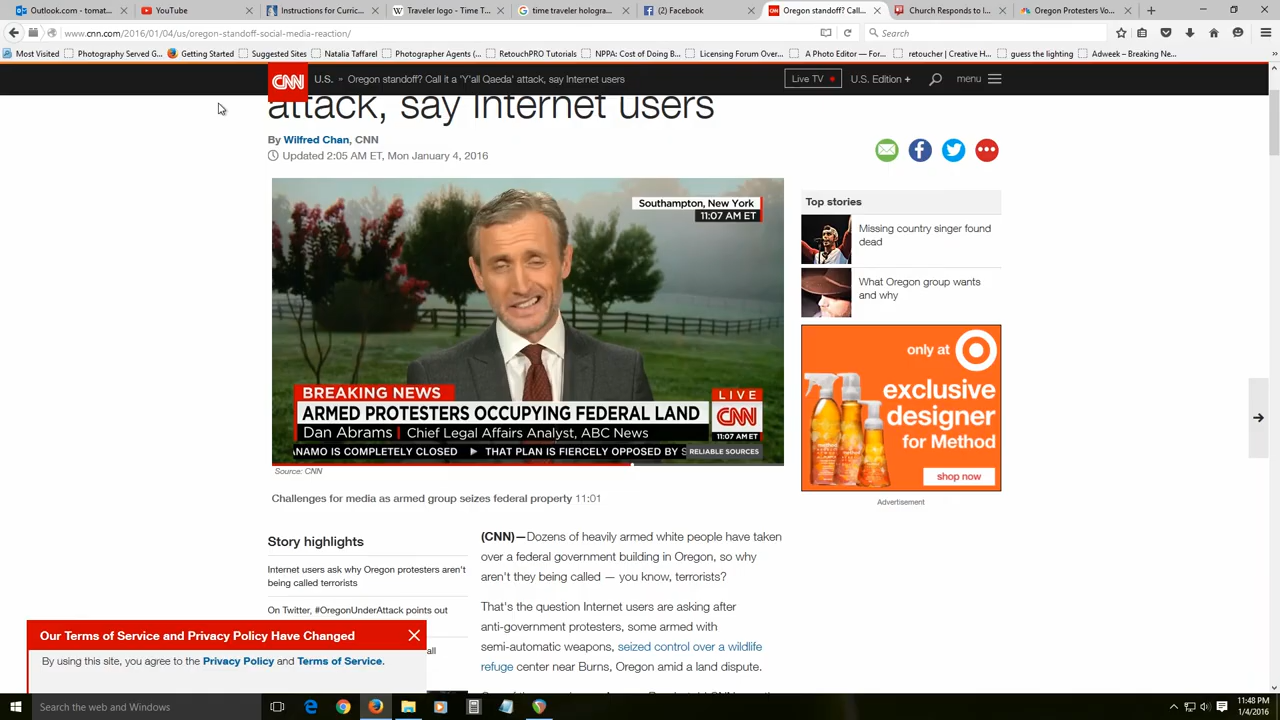 Outlook.com - tomar...
YouTube
Instructions for Curric...
Traveler logo - Time T...
time traveler hologra...
(2) Facebook
Oregon standoff? Call...
Church Responds to I...
Oregon Protesters Vo...
www.cnn.com/2016/01/04/us/oregon-standoff-social-media-reaction/
Search
Most Visited
Photography Served G...
Getting Started
Suggested Sites
Natalia Taffarel
Photographer Agents (...
RetouchPRO Tutorials
NPPA: Cost of Doing B...
Licensing Forum Over...
A Photo Editor — For...
retoucher | Creative H...
guess the lighting
Adweek – Breaking Ne...
CNN
U.S. » Oregon standoff? Call it a 'Y'all Qaeda' attack, say Internet users
Live TV
U.S. Edition +
menu
attack, say Internet users
By Wilfred Chan, CNN
Updated 2:05 AM ET, Mon January 4, 2016
Southampton, New York
11:07 AM ET
BREAKING NEWS
ARMED PROTESTERS OCCUPYING FEDERAL LAND
Dan Abrams | Chief Legal Affairs Analyst, ABC News
LIVE
CNN
11:07 AM ET
NAMO IS COMPLETELY CLOSED
THAT PLAN IS FIERCELY OPPOSED BY S
RELIABLE SOURCES
Source: CNN
Challenges for media as armed group seizes federal property 11:01
Top stories
Missing country singer found
dead
What Oregon group wants
and why
only at
exclusive
designer
for Method
shop now
Advertisement
Story highlights
Internet users ask why Oregon protesters aren't
being called terrorists
On Twitter, #OregonUnderAttack points out
all
(CNN)—Dozens of heavily armed white people have taken
over a federal government building in Oregon, so why
aren't they being called — you know, terrorists?
That's the question Internet users are asking after
anti-government protesters, some armed with
semi-automatic weapons, seized control over a wildlife
refuge center near Burns, Oregon amid a land dispute.
Our Terms of Service and Privacy Policy Have Changed
By using this site, you agree to the Privacy Policy and Terms of Service.
Search the web and Windows
11:48 PM
1/4/2016